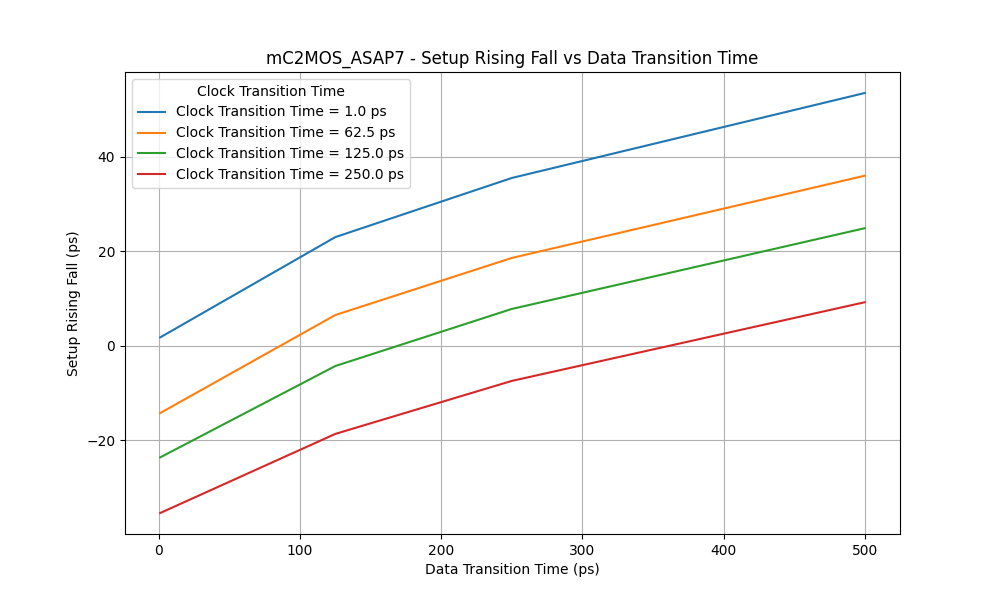 mC2MOS_ASAP7 - Setup Rising Fall vs Data Transition Time
Clock Transition Time
Clock Transition Time = 1.0 ps
Clock Transition Time = 62.5 ps
Clock Transition Time = 125.0 ps
Clock Transition Time = 250.0 ps
Setup Rising Fall (ps)
40
20
0
−20
0 100 200 300 400 500
Data Transition Time (ps)